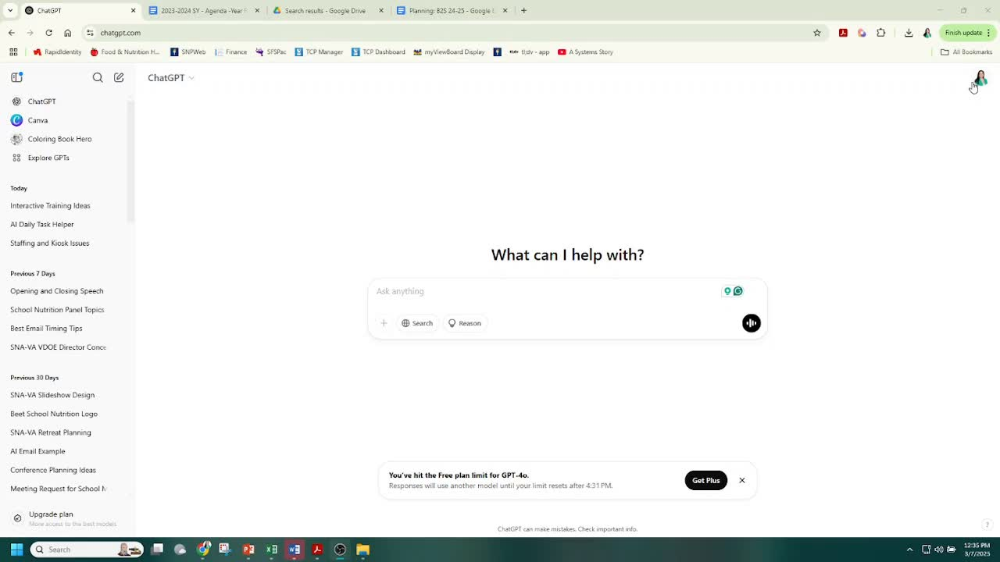 ChatGPT
2023-2024 SY - Agenda -Year F
Search results - Google Drive
Planning: B2S 24-25 - Google D
chatgpt.com
Finish update
RapidIdentity
Food & Nutrition H...
SNPWeb
Finance
SFSPac
TCP Manager
TCP Dashboard
myViewBoard Display
tl;dv - app
A Systems Story
All Bookmarks
ChatGPT
ChatGPT
Canva
Coloring Book Hero
Explore GPTs
Today
Interactive Training Ideas
AI Daily Task Helper
Staffing and Kiosk Issues
Previous 7 Days
Opening and Closing Speech
School Nutrition Panel Topics
Best Email Timing Tips
SNA-VA VDOE Director Conce
Previous 30 Days
SNA-VA Slideshow Design
Beet School Nutrition Logo
SNA-VA Retreat Planning
AI Email Example
Conference Planning Ideas
Meeting Request for School M
Upgrade plan
More access to the best models
What can I help with?
Ask anything
Search
Reason
You've hit the Free plan limit for GPT-4o.
Responses will use another model until your limit resets after 4:31 PM.
Get Plus
ChatGPT can make mistakes. Check important info.
?
Search
12:35 PM
3/7/2025